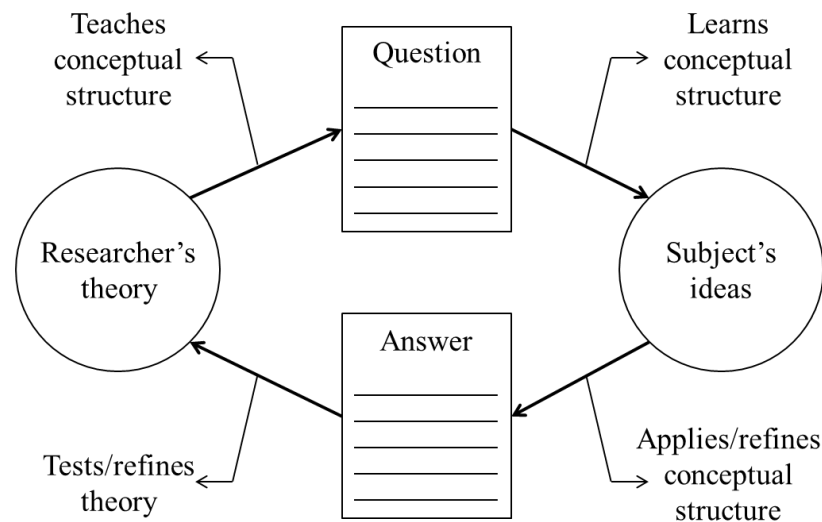 Teaches
conceptual
structure
Question
Learns
conceptual
structure
Researcher’s
theory
Subject’s
ideas
Answer
Tests/refines
theory
Applies/refines
conceptual
structure